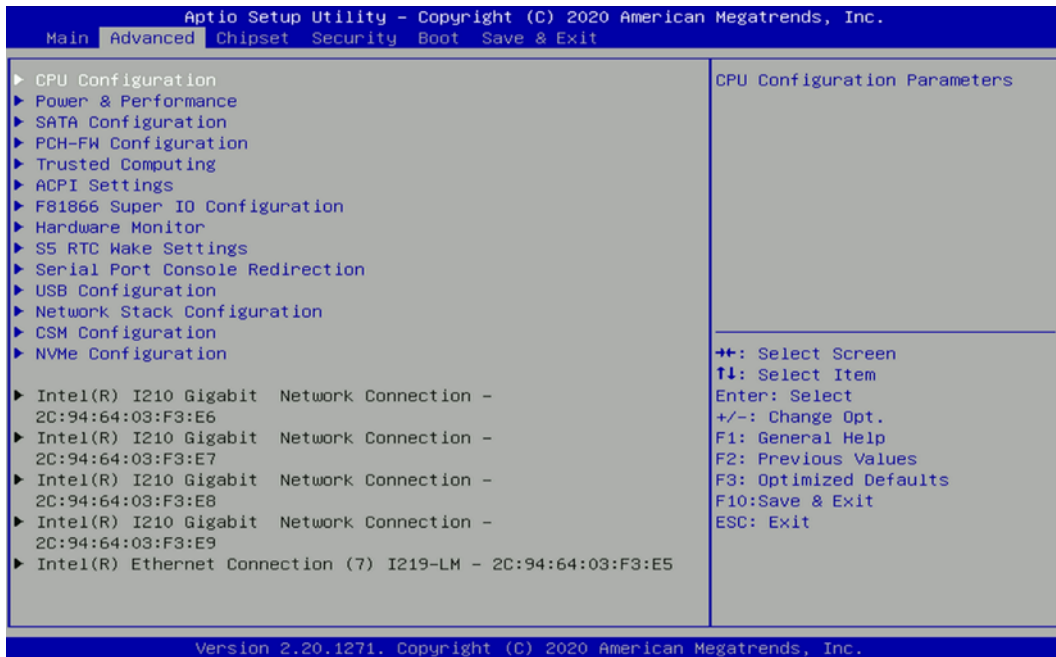 Aptio Setup Utility – Copyright (C) 2020 American Megatrends, Inc.
Main Advanced Chipset Security Boot Save & Exit
▶ CPU Configuration
▶ Power & Performance
▶ SATA Configuration
▶ PCH-FW Configuration
▶ Trusted Computing
▶ ACPI Settings
▶ F81866 Super IO Configuration
▶ Hardware Monitor
▶ S5 RTC Wake Settings
▶ Serial Port Console Redirection
▶ USB Configuration
▶ Network Stack Configuration
▶ CSM Configuration
▶ NVMe Configuration
▶ Intel(R) I210 Gigabit  Network Connection –
2C:94:64:03:F3:E6
▶ Intel(R) I210 Gigabit  Network Connection –
2C:94:64:03:F3:E7
▶ Intel(R) I210 Gigabit  Network Connection –
2C:94:64:03:F3:E8
▶ Intel(R) I210 Gigabit  Network Connection –
2C:94:64:03:F3:E9
▶ Intel(R) Ethernet Connection (7) I219-LM – 2C:94:64:03:F3:E5
CPU Configuration Parameters
→←: Select Screen
↑↓: Select Item
Enter: Select
+/-: Change Opt.
F1: General Help
F2: Previous Values
F3: Optimized Defaults
F10:Save & Exit
ESC: Exit
Version 2.20.1271. Copyright (C) 2020 American Megatrends, Inc.